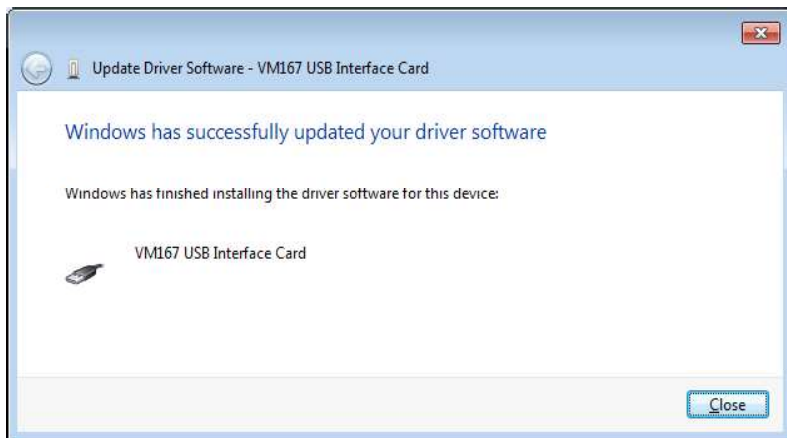 Update Driver Software - VM167 USB Interface Card
Windows has successfully updated your driver software
Windows has finished installing the driver software for this device:
VM167 USB Interface Card
Close